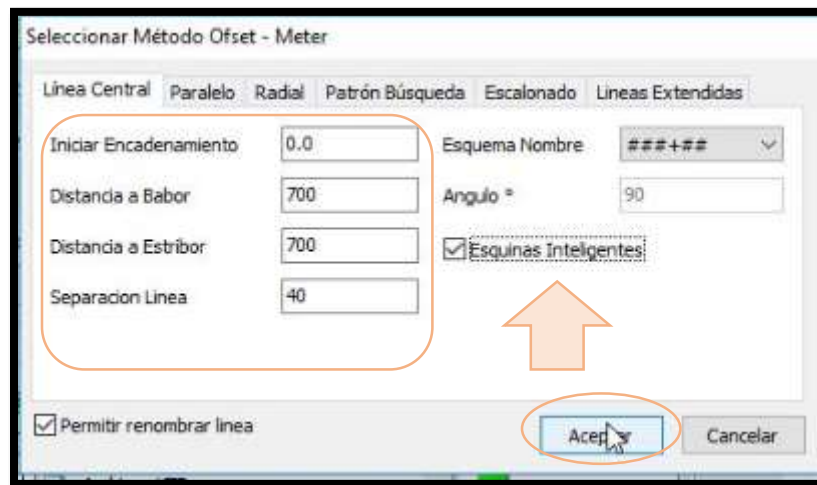 Seleccionar Método Ofset - Meter
Línea Central Paralelo Radial Patrón Búsqueda Escalonado Lineas Extendidas
Iniciar Encadenamiento 0.0 Esquema Nombre ###+##
Distancia a Babor 700 Angulo º 90
Distancia a Estribor 700 Esquinas Inteligentes
Separacion Linea 40
Permitir renombrar linea
Cancelar